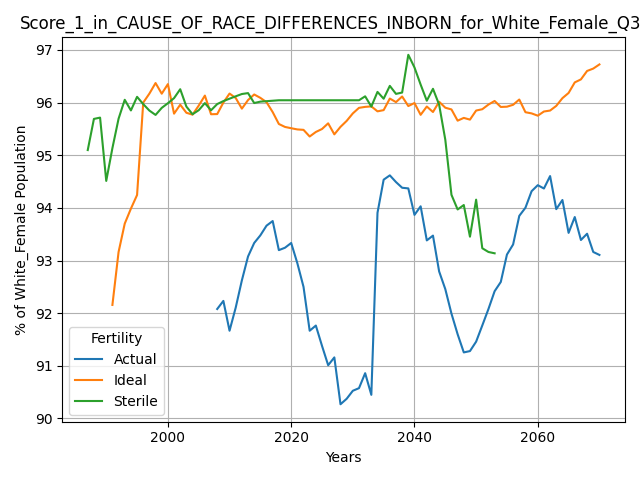 Score_1_in_CAUSE_OF_RACE_DIFFERENCES_INBORN_for_White_Female_Q3
97
96
95
94
93
92
91
90
% of White_Female Population
Fertility
Actual
Ideal
Sterile
2000
2020
2040
2060
Years